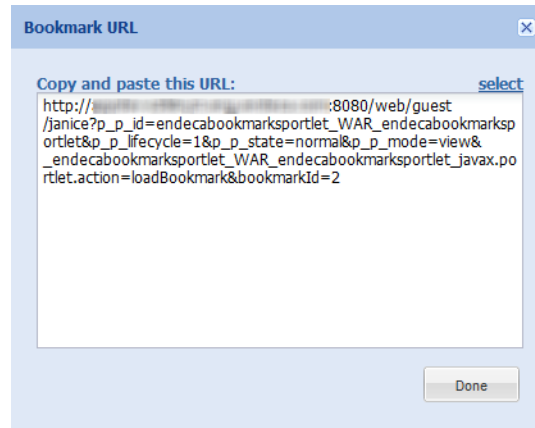 Bookmark URL
Copy and paste this URL: select
http:// :8080/web/guest
/janice?p_p_id=endecabookmarksportlet_WAR_endecabookmarksp
ortlet&p_p_lifecycle=1&p_p_state=normal&p_p_mode=view&
_endecabookmarksportlet_WAR_endecabookmarksportlet_javax.po
rtlet.action=loadBookmark&bookmarkId=2
Done